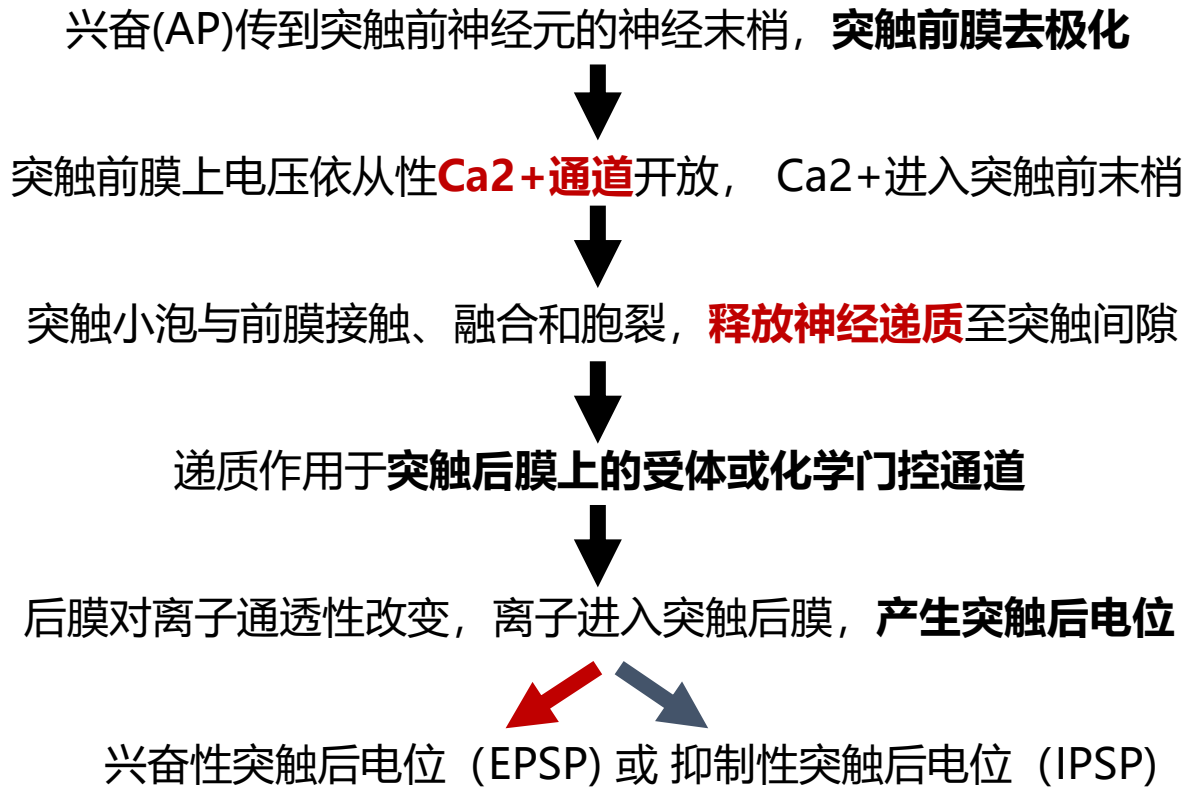 兴奋(AP)传到突触前神经元的神经末梢，突触前膜去极化
突触前膜上电压依从性Ca2+通道开放， Ca2+进入突触前末梢
突触小泡与前膜接触、融合和胞裂，释放神经递质至突触间隙
递质作用于突触后膜上的受体或化学门控通道
后膜对离子通透性改变，离子进入突触后膜，产生突触后电位
兴奋性突触后电位（EPSP) 或 抑制性突触后电位（IPSP)